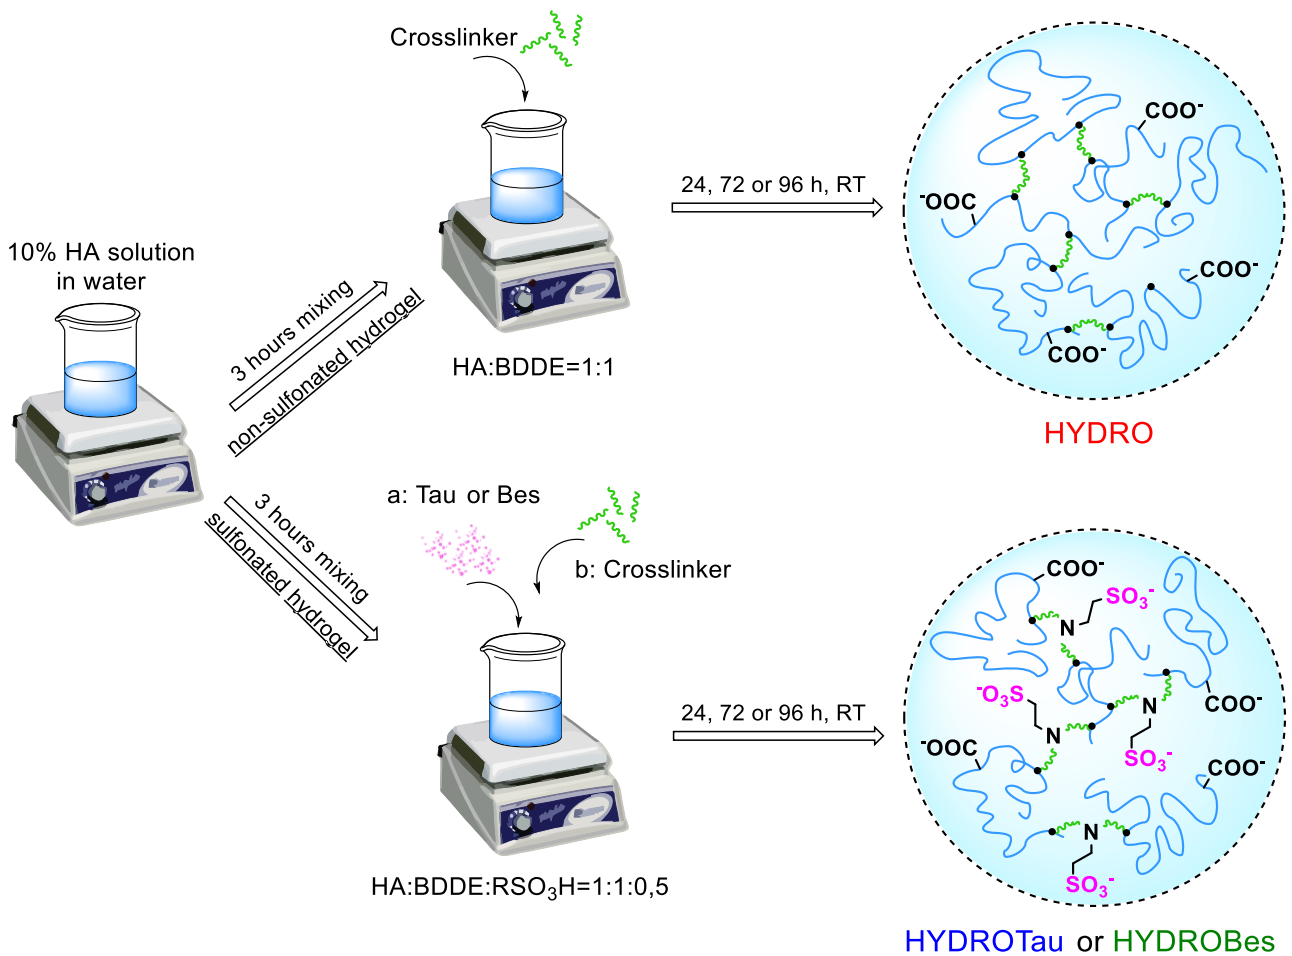 Crosslinker
COO-
24, 72 or 96 h, RT
-OOC
10% HA solution
in water
COO-
3 hours mixing
non-sulfonated hydrogel
HA:BDDE=1:1
COO-
HYDRO
a: Tau or Bes
3 hours mixing
sulfonated hydrogel
b: Crosslinker
COO-
SO3-
N
-O3S
N
COO-
24, 72 or 96 h, RT
N
-OOC
SO3-
COO-
N
HA:BDDE:RSO3H=1:1:0,5
SO3-
HYDROTau or HYDROBes